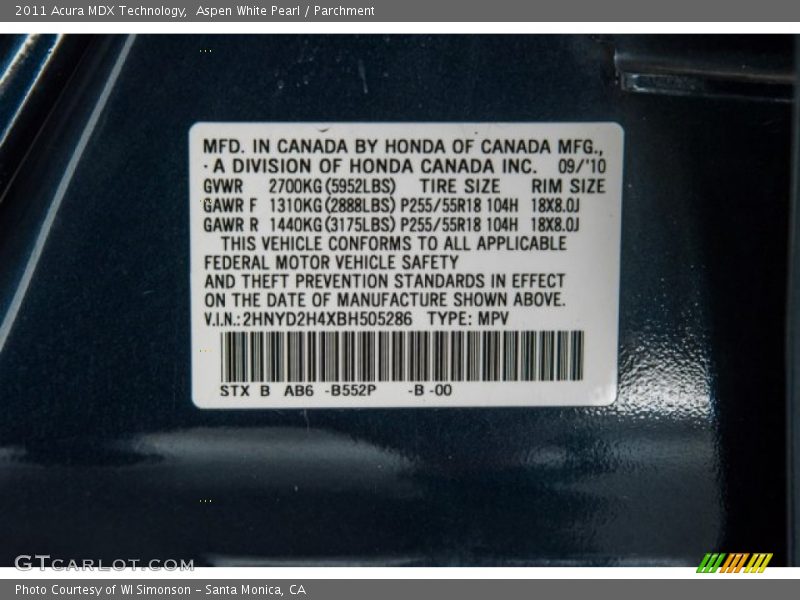 2011 Acura MDX Technology,  Aspen White Pearl / Parchment
MFD. IN CANADA BY HONDA OF CANADA MFG.,
· A DIVISION OF HONDA CANADA INC. 09/'10
GVWR 2700KG(5952LBS) TIRE SIZE RIM SIZE
GAWR F 1310KG(2888LBS) P255/55R18 104H 18X8.0J
GAWR R 1440KG(3175LBS) P255/55R18 104H 18X8.0J
THIS VEHICLE CONFORMS TO ALL APPLICABLE
FEDERAL MOTOR VEHICLE SAFETY
AND THEFT PREVENTION STANDARDS IN EFFECT
ON THE DATE OF MANUFACTURE SHOWN ABOVE.
V.I.N.:2HNYD2H4XBH505286 TYPE: MPV
STX B AB6 -B552P -B -00
GTCARLOT.COM
Photo Courtesy of WI Simonson – Santa Monica, CA